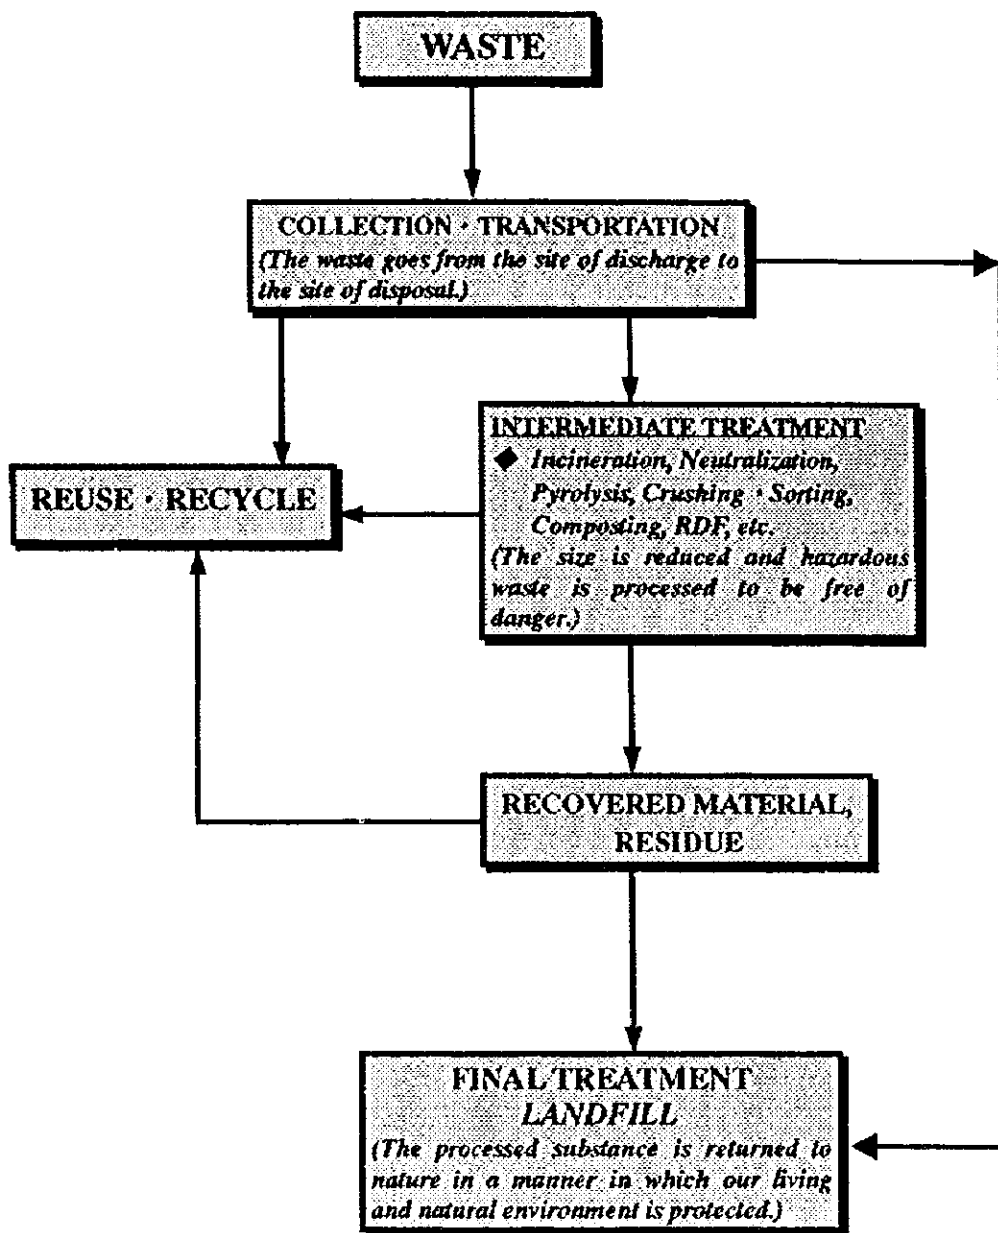 WASTE
COLLECTION・TRANSPORTATION
(The waste goes from the site of discharge to
the site of disposal.)
INTERMEDIATE TREATMENT
◆ Incineration, Neutralization,
Pyrolysis, Crushing・Sorting,
Composting, RDF, etc.
(The size is reduced and hazardous
waste is processed to be free of
danger.)
REUSE・RECYCLE
RECOVERED MATERIAL,
RESIDUE
FINAL TREATMENT
LANDFILL
(The processed substance is returned to
nature in a manner in which our living
and natural environment is protected.)